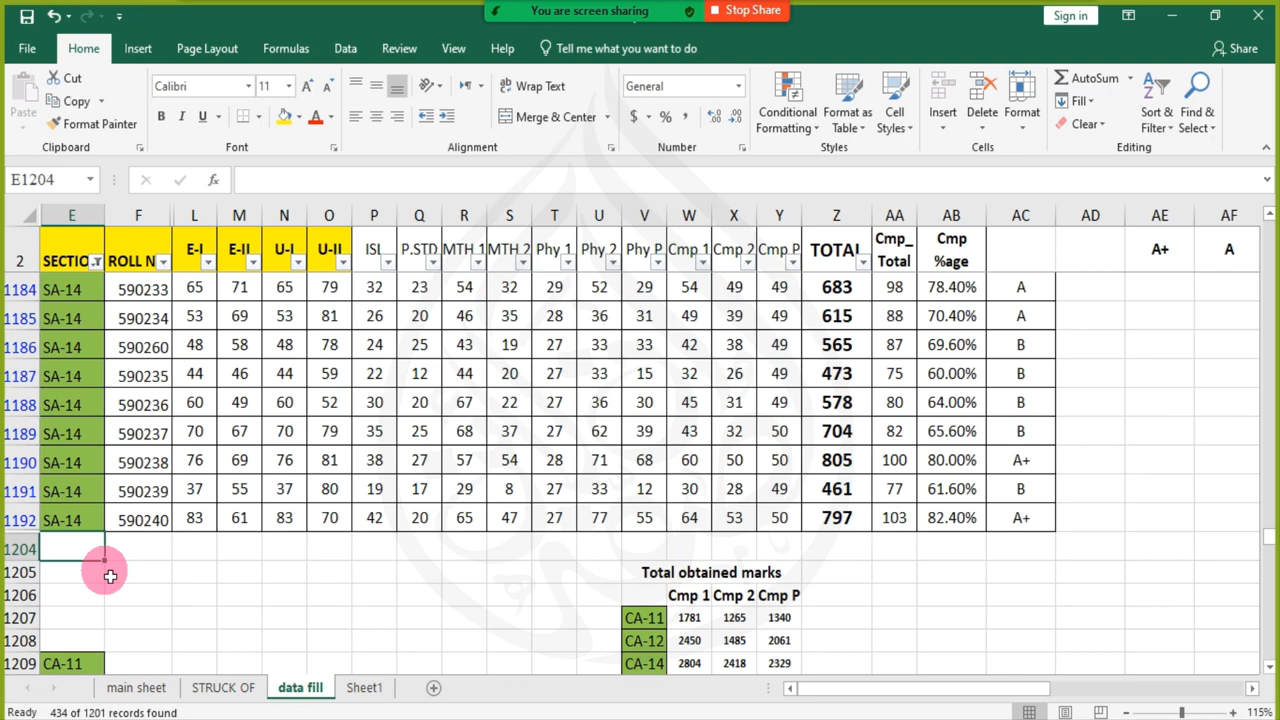 You are screen sharing Stop Share
Sign in
File Home Insert Page Layout Formulas Data Review View Help Tell me what you want to do Share
Paste Cut Copy Format Painter
Calibri 11 B I U
Wrap Text Merge & Center
General $ %
Conditional Formatting Format as Table Cell Styles
Insert Delete Format
AutoSum Fill Clear Sort & Filter Find & Select
Clipboard Font Alignment Number Styles Cells Editing
E1204 fx
E F L M N O P Q R S T U V W X Y Z AA AB AC AD AE AF
2 SECTIO ROLL N E-I E-II U-I U-II ISL P.STD MTH 1 MTH 2 Phy 1 Phy 2 Phy P Cmp 1 Cmp 2 Cmp P TOTAL Cmp_ Total Cmp %age A+ A
1184 SA-14 590233 65 71 65 79 32 23 54 32 29 52 29 54 49 49 683 98 78.40% A
1185 SA-14 590234 53 69 53 81 26 20 46 35 28 36 31 49 39 49 615 88 70.40% A
1186 SA-14 590260 48 58 48 78 24 25 43 19 27 33 33 42 38 49 565 87 69.60% B
1187 SA-14 590235 44 46 44 59 22 12 44 20 27 33 15 32 26 49 473 75 60.00% B
1188 SA-14 590236 60 49 60 52 30 20 67 22 27 36 30 45 31 49 578 80 64.00% B
1189 SA-14 590237 70 67 70 79 35 25 68 37 27 62 39 43 32 50 704 82 65.60% B
1190 SA-14 590238 76 69 76 81 38 27 57 54 28 71 68 60 50 50 805 100 80.00% A+
1191 SA-14 590239 37 55 37 80 19 17 29 8 27 33 12 30 28 49 461 77 61.60% B
1192 SA-14 590240 83 61 83 70 42 20 65 47 27 77 55 64 53 50 797 103 82.40% A+
1204
1205 Total obtained marks
1206 Cmp 1 Cmp 2 Cmp P
1207 CA-11 1781 1265 1340
1208 CA-12 2450 1485 2061
1209 CA-11 CA-14 2804 2418 2329
main sheet STRUCK OF data fill Sheet1
Ready 434 of 1201 records found 115%